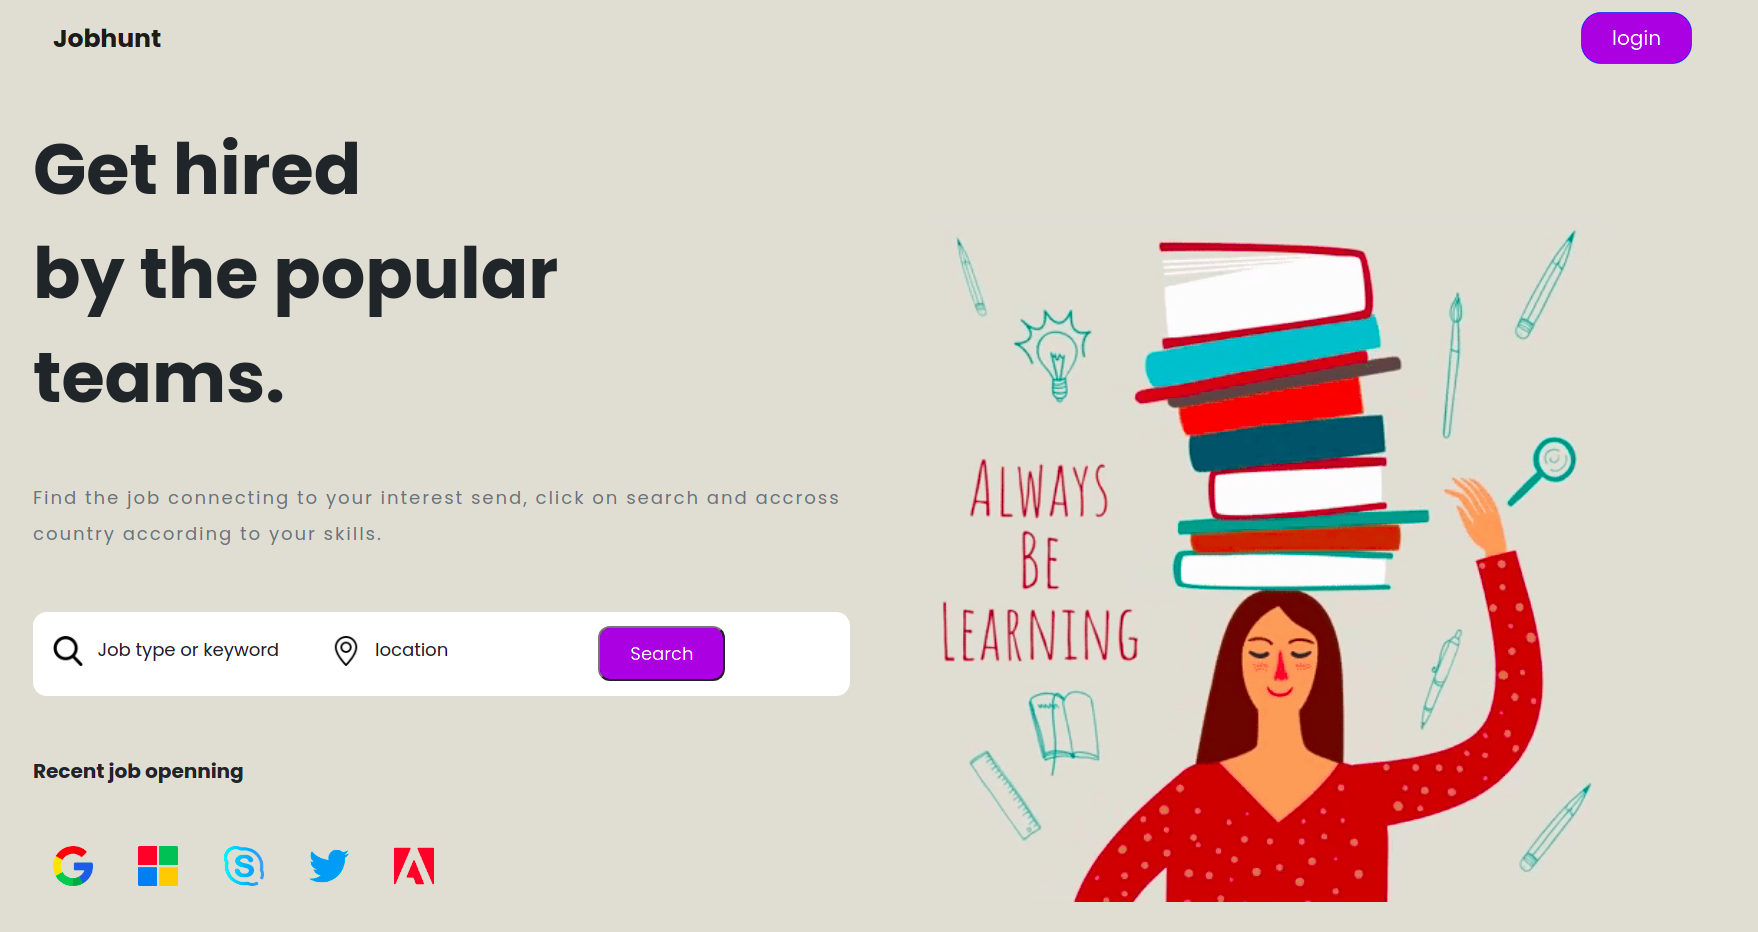 Jobhunt
login
Get hired
by the popular
teams.
Find the job connecting to your interest send, click on search and accross
country according to your skills.
Job type or keyword
location
Search
Recent job openning
ALWAYS
BE
LEARNING